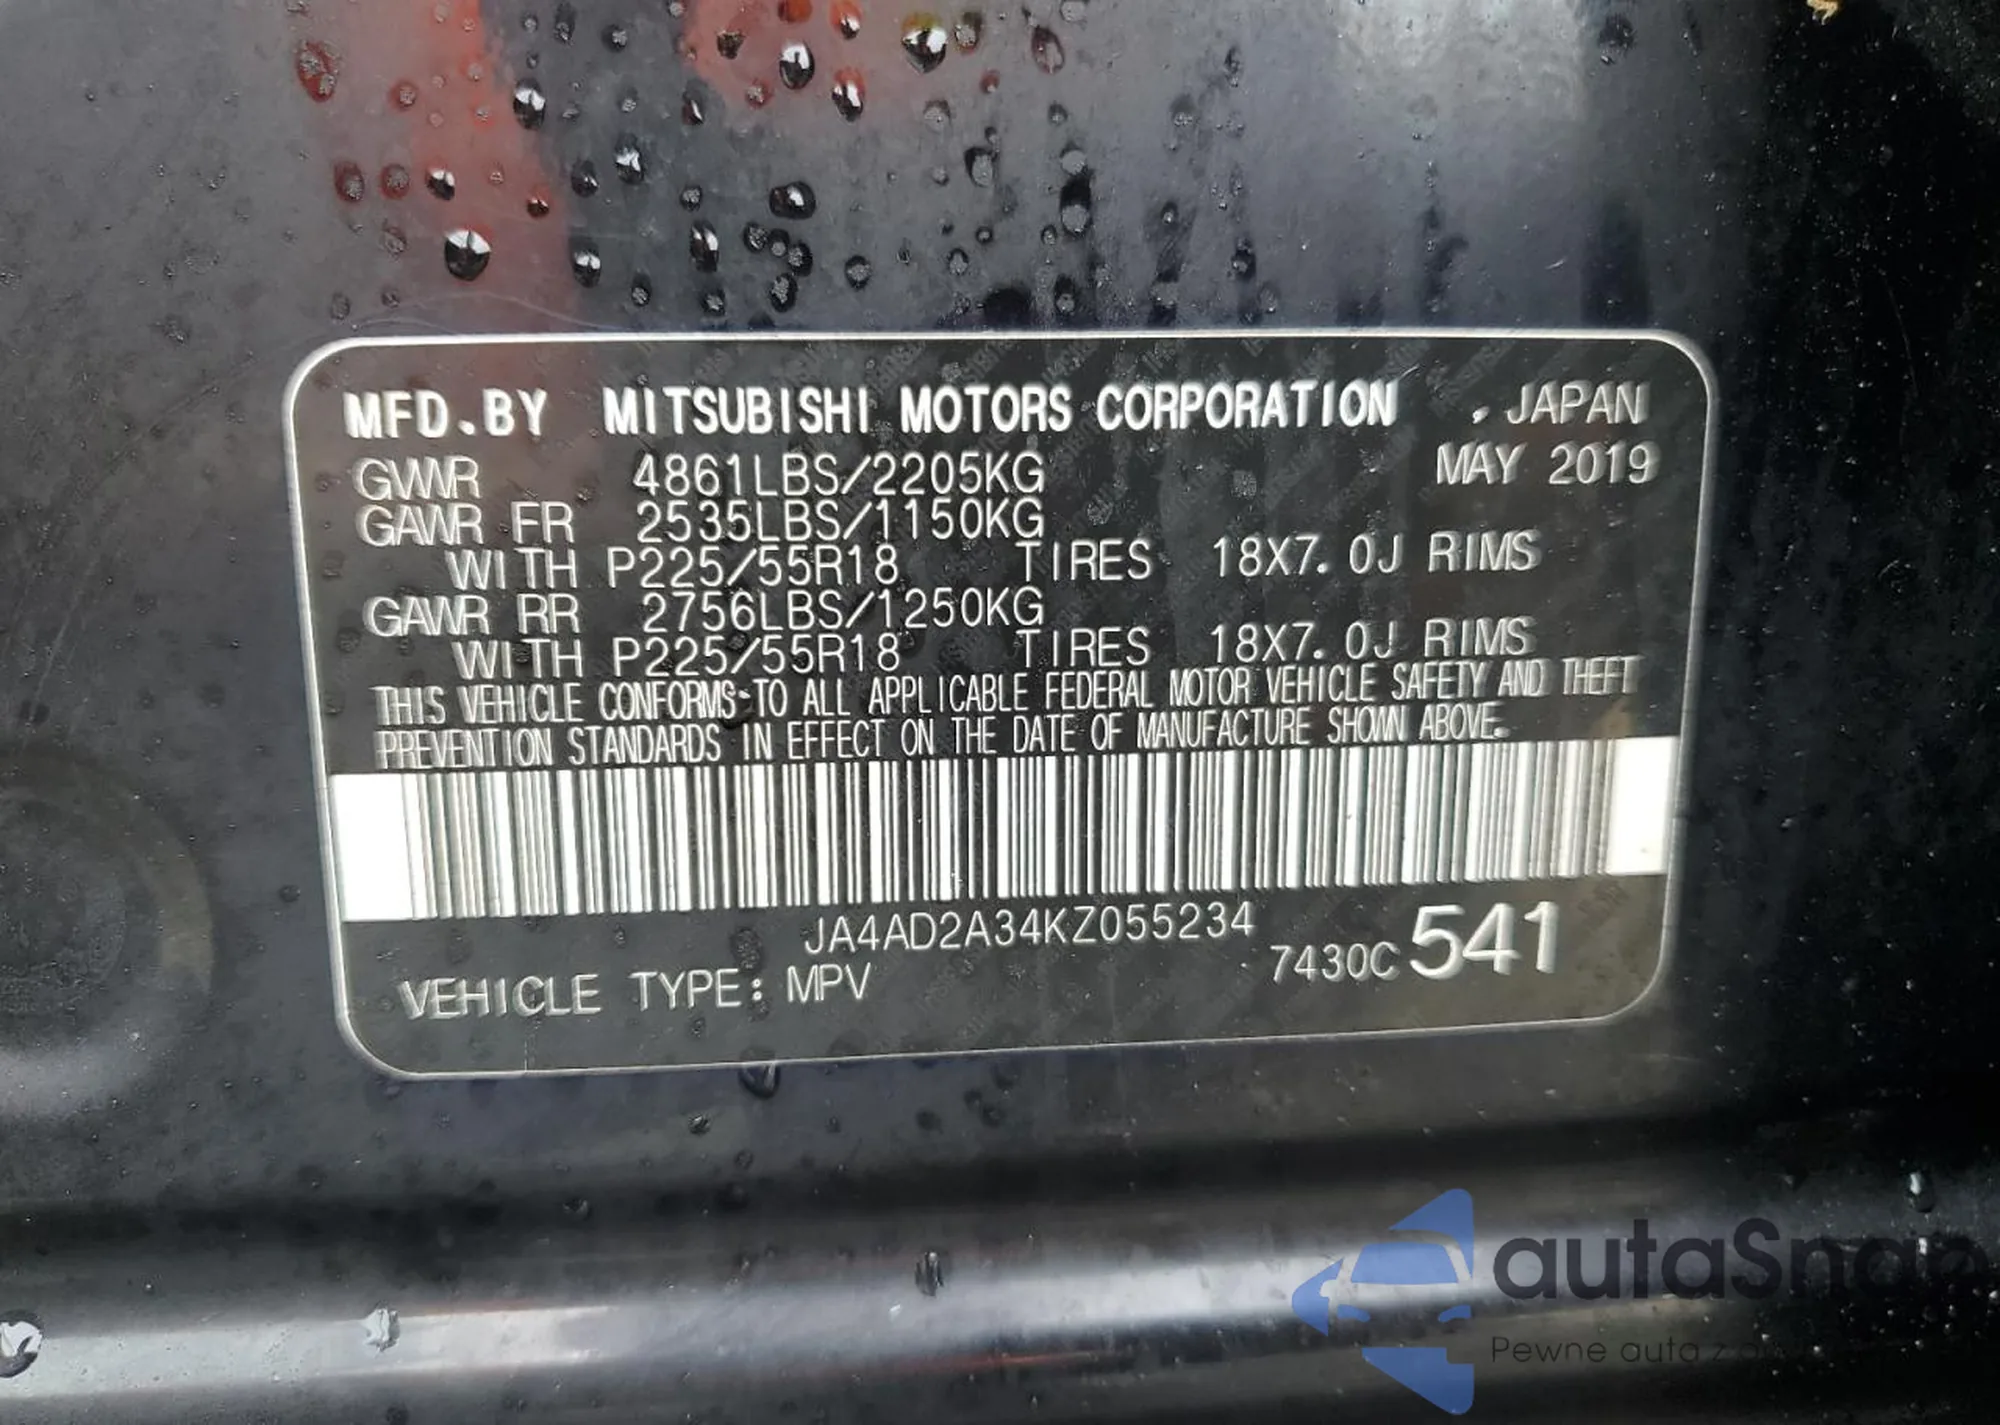 MFD.BY MITSUBISHI MOTORS CORPORATION , JAPAN
GVWR 4861LBS/2205KG MAY 2019
GAWR FR 2535LBS/1150KG
WITH P225/55R18 TIRES 18X7.0J RIMS
GAWR RR 2756LBS/1250KG
WITH P225/55R18 TIRES 18X7.0J RIMS
THIS VEHICLE CONFORMS TO ALL APPLICABLE FEDERAL MOTOR VEHICLE SAFETY AND THEFT
PREVENTION STANDARDS IN EFFECT ON THE DATE OF MANUFACTURE SHOWN ABOVE.
JA4AD2A34KZ055234
7430C 541
VEHICLE TYPE: MPV
autaSnap
Pewne auta z